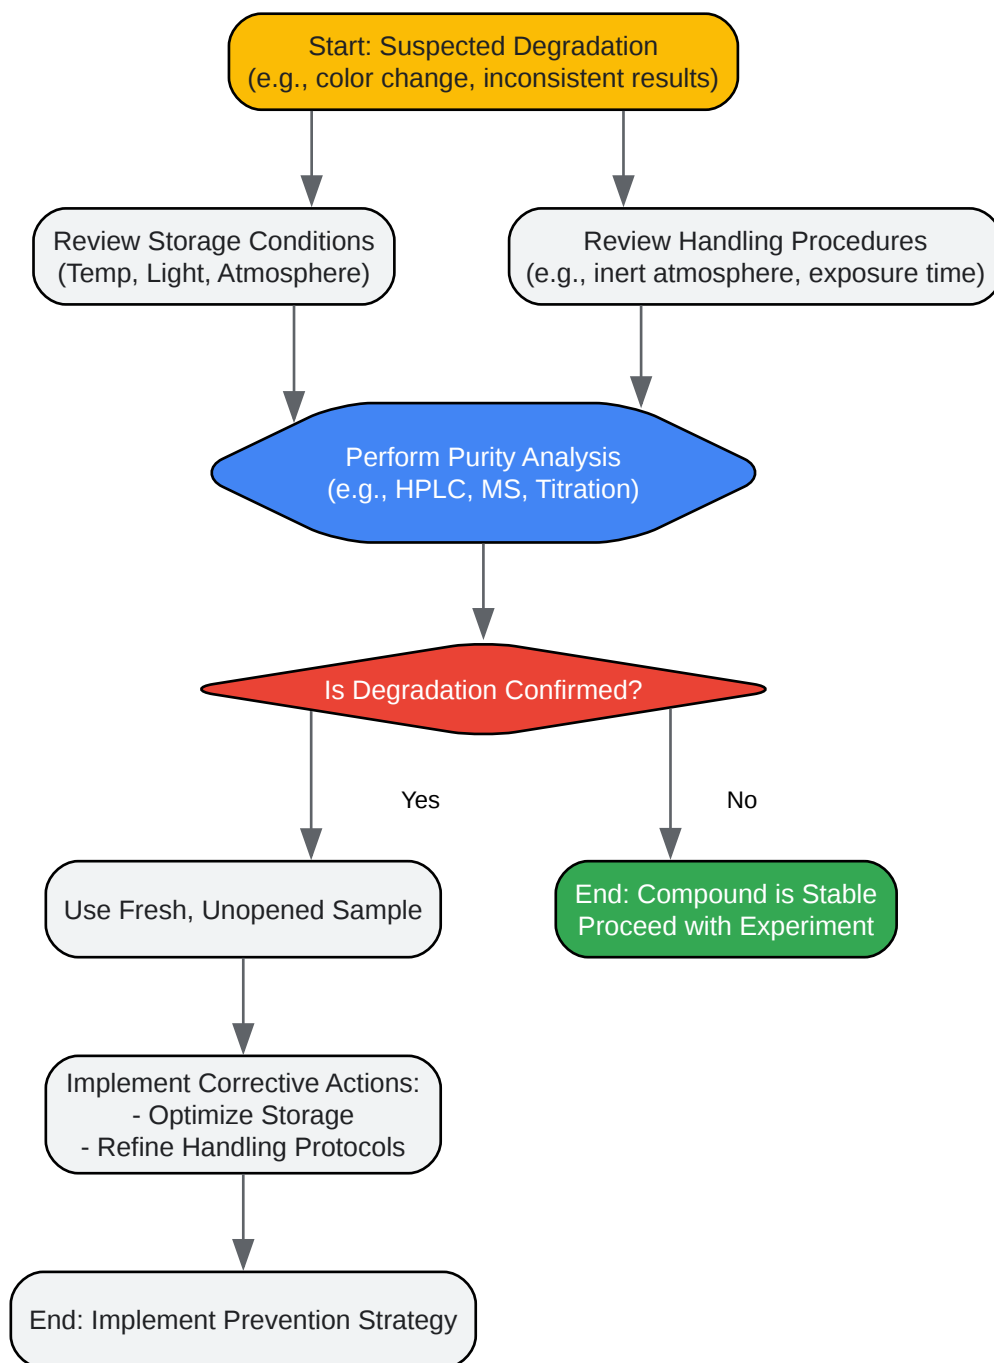 Start: Suspected Degradation
(e.g., color change, inconsistent results)
Review Storage Conditions
(Temp, Light, Atmosphere)
Review Handling Procedures
(e.g., inert atmosphere, exposure time)
Perform Purity Analysis
(e.g., HPLC, MS, Titration)
Is Degradation Confirmed?
Yes
No
Use Fresh, Unopened Sample
End: Compound is Stable
Proceed with Experiment
Implement Corrective Actions:
- Optimize Storage
- Refine Handling Protocols
End: Implement Prevention Strategy